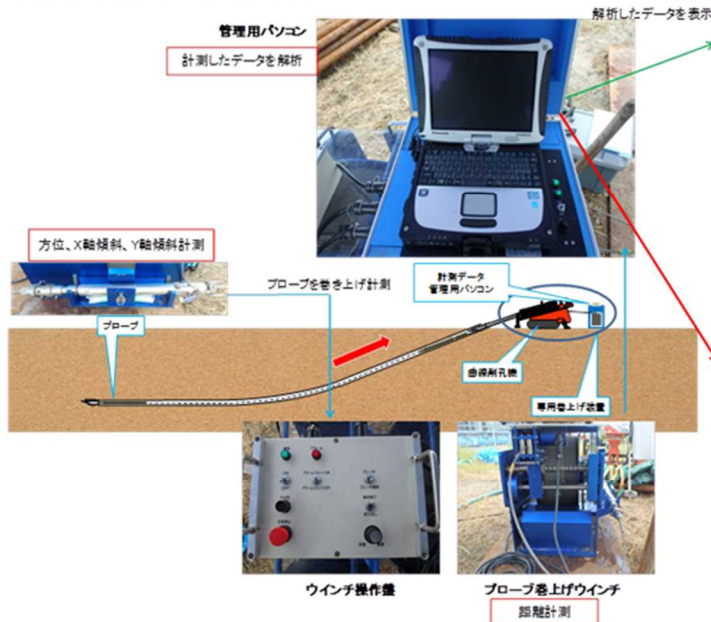 解析したデータを表示
管理用パソコン
計測したデータを解析
方位、X軸傾斜、Y軸傾斜計測
プローブを巻き上げ計測
計測データ
管理用パソコン
プローブ
曲線削孔機
専用巻上げ装置
ウインチ操作盤
プローブ巻上げウインチ
距離計測